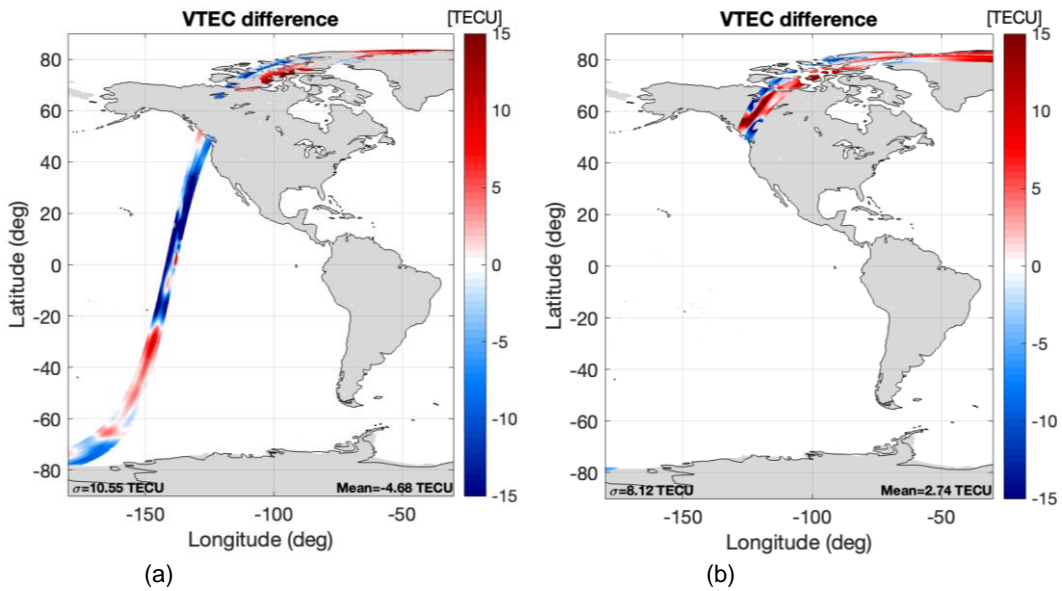 VTEC difference
[TECU]
15
10
5
0
-5
-10
-15
80
60
40
20
0
-20
-40
-60
-80
Latitude (deg)
σ=10.55 TECU
Mean=-4.68 TECU
-150
-100
-50
Longitude (deg)
(a)
VTEC difference
[TECU]
15
10
5
0
-5
-10
-15
80
60
40
20
0
-20
-40
-60
-80
Latitude (deg)
σ=8.12 TECU
Mean=2.74 TECU
-150
-100
-50
Longitude (deg)
(b)